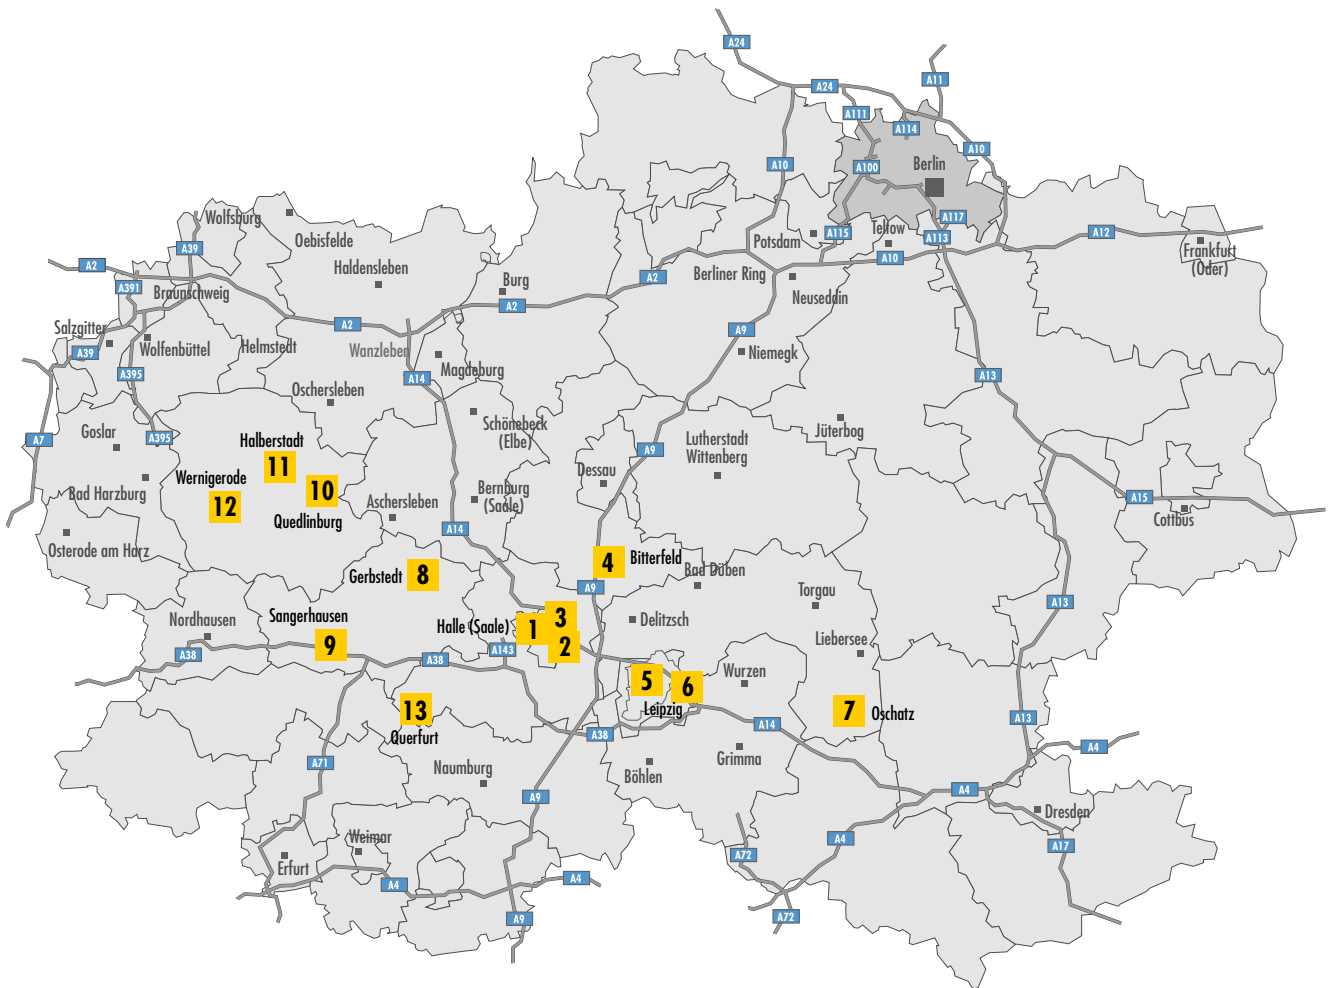 A24
A11
A24
A111
A114
A10
A10
A100
Berlin
Wolfsburg
A117
Oebisfelde
A39
Potsdam
A115
Teltow
A113
A12
Frankfurt
(Oder)
A2
Haldensleben
A10
A391
Braunschweig
Burg
A2
Berliner Ring
Neuseddin
A2
Salzgitter
A2
A9
A39
Wolfenbüttel
Helmstedt
Wanzleben
Niemegk
A395
Magdeburg
A14
A13
Oschersleben
Goslar
A7
A395
Halberstadt
Schönebeck
(Elbe)
Jüterbog
Lutherstadt
Wittenberg
A9
11
Wernigerode
Dessau
Bad Harzburg
10
12
Quedlinburg
Aschersleben
Bernburg
(Saale)
A15
Cottbus
A14
Osterode am Harz
4
Bitterfeld
Gerbstedt
8
Bad Düben
A9
Torgau
A13
Nordhausen
Sangerhausen
9
Halle (Saale)
1
3
2
Delitzsch
Liebersee
A38
A38
A143
5
6
Wurzen
Leipzig
13
Querfurt
7
Oschatz
A14
A13
A38
A4
A71
Naumburg
Böhlen
Grimma
A9
A4
Dresden
Weimar
Erfurt
A72
A4
A17
A4
A4
A9
A72